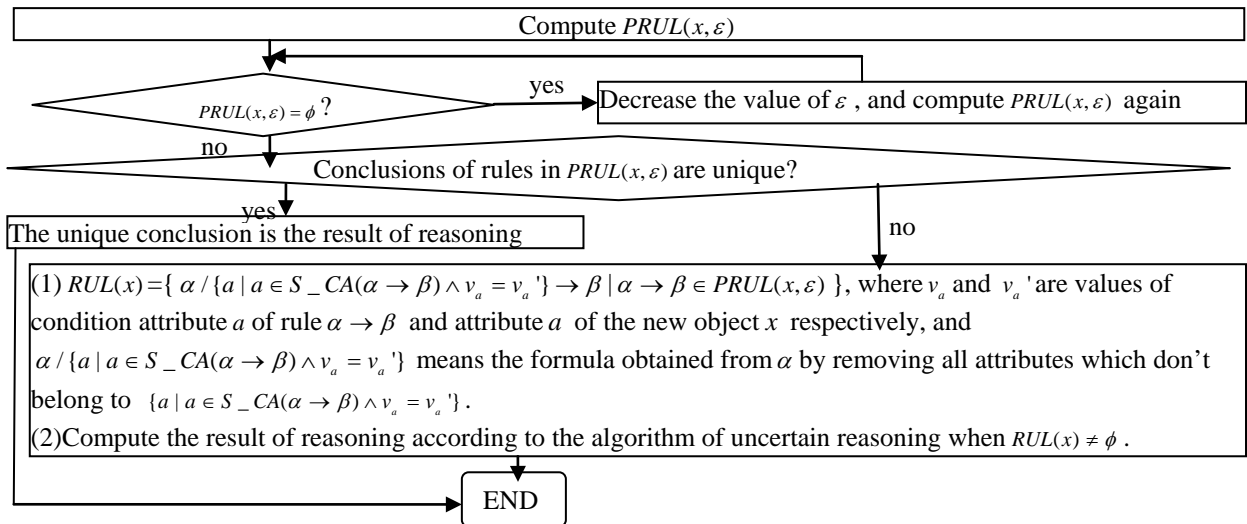 Compute PRUL(x, ε)
PRUL(x, ε) = ϕ ?
yes
Decrease the value of ε , and compute PRUL(x, ε) again
no
Conclusions of rules in PRUL(x, ε) are unique?
yes
no
The unique conclusion is the result of reasoning
(1) RUL(x) ={ α / {a | a ∈ S _ CA(α → β) ∧ v_a = v_a '} → β | α → β ∈ PRUL(x, ε) }, where v_a and v_a ' are values of
condition attribute a of rule α → β and attribute a of the new object x respectively, and
α / {a | a ∈ S _ CA(α → β) ∧ v_a = v_a '} means the formula obtained from α by removing all attributes which don't
belong to {a | a ∈ S _ CA(α → β) ∧ v_a = v_a '} .
(2)Compute the result of reasoning according to the algorithm of uncertain reasoning when RUL(x) ≠ ϕ .
END